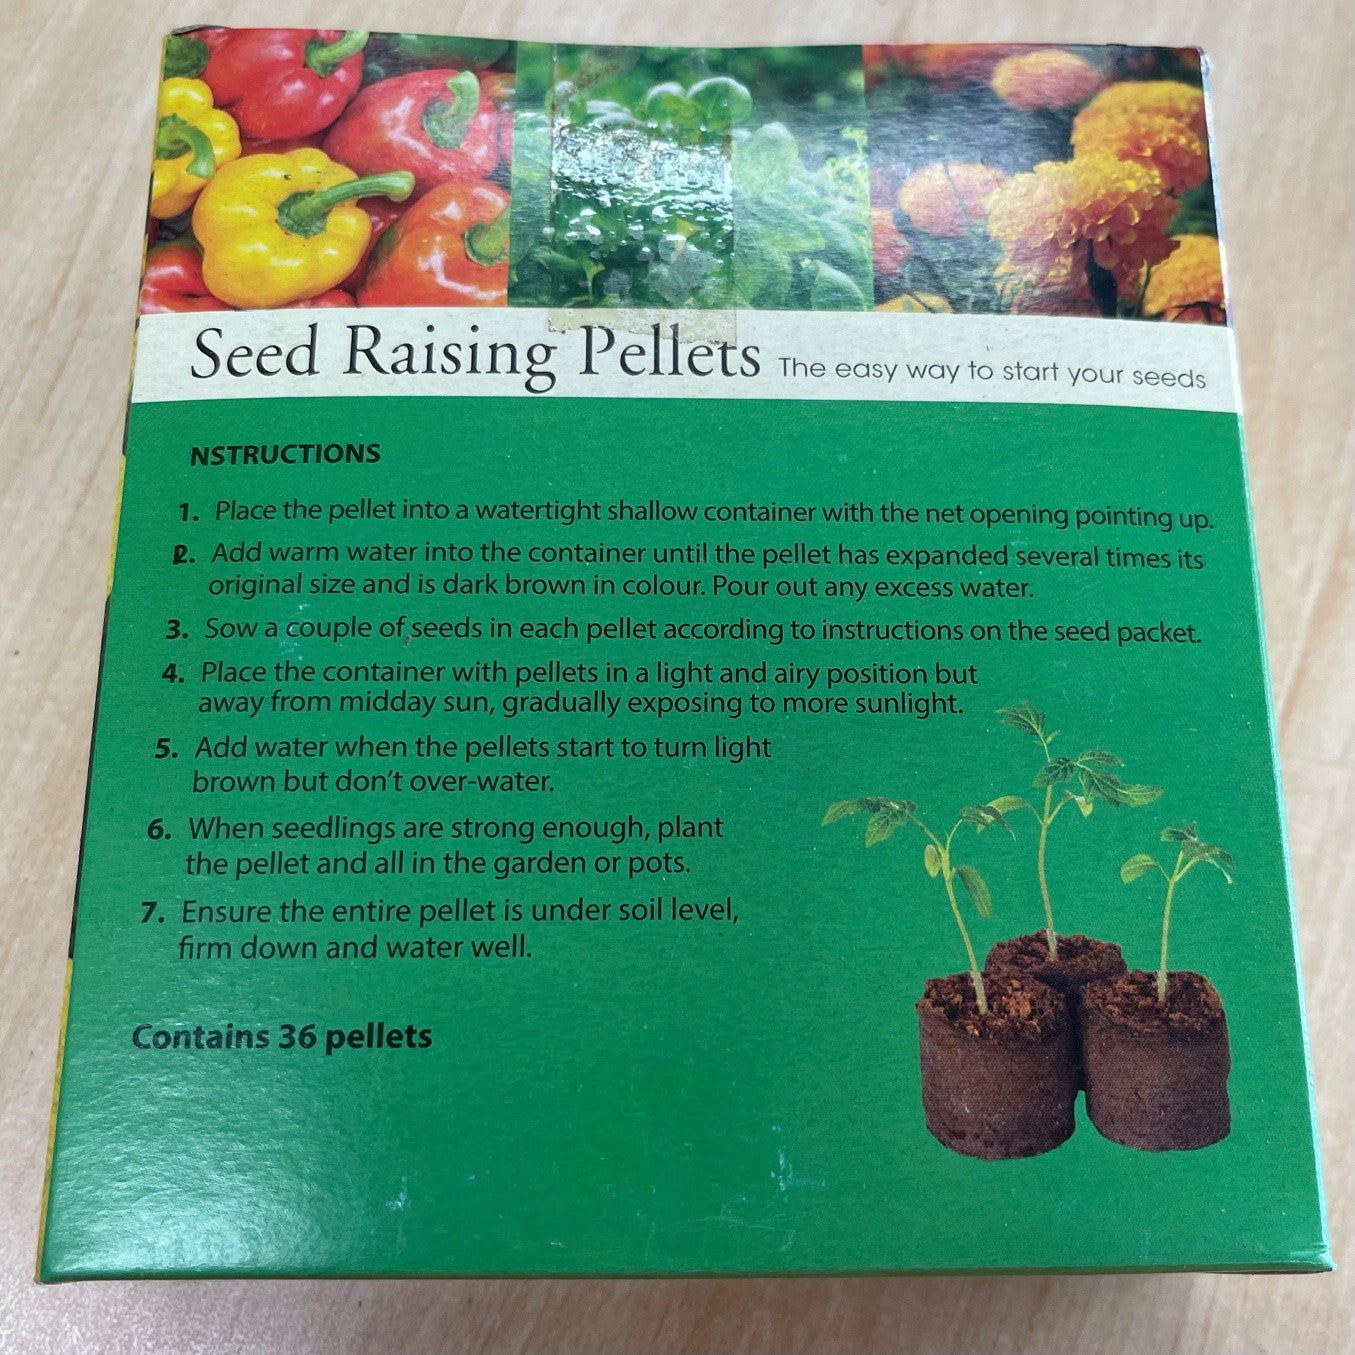 Seed Raising Pellets The easy way to start your seeds
NSTRUCTIONS
1. Place the pellet into a watertight shallow container with the net opening pointing up.
2. Add warm water into the container until the pellet has expanded several times its
original size and is dark brown in colour. Pour out any excess water.
3. Sow a couple of seeds in each pellet according to instructions on the seed packet.
4. Place the container with pellets in a light and airy position but
away from midday sun, gradually exposing to more sunlight.
5. Add water when the pellets start to turn light
brown but don't over-water.
6. When seedlings are strong enough, plant
the pellet and all in the garden or pots.
7. Ensure the entire pellet is under soil level,
firm down and water well.
Contains 36 pellets